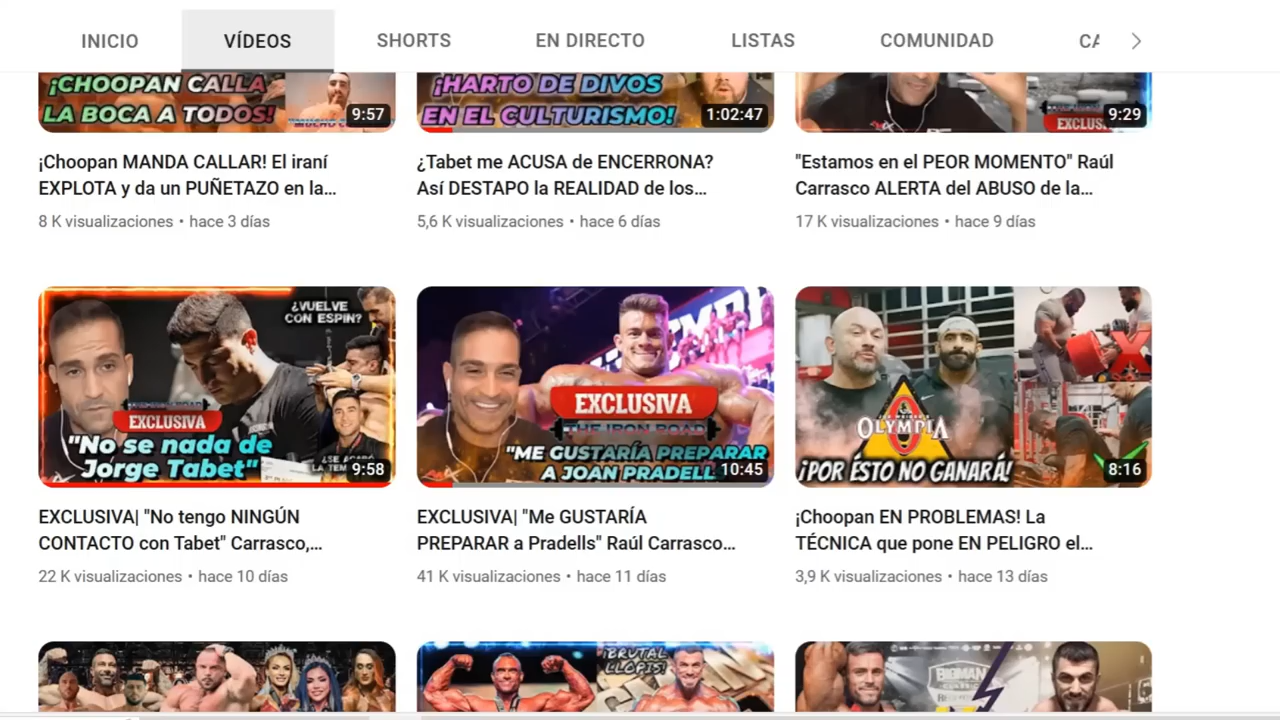 INICIO
VÍDEOS
SHORTS
EN DIRECTO
LISTAS
COMUNIDAD
¡CHOOPAN CALLA
LA BOCA A TODOS!
9:57
¡HARTO DE DIVOS
EN EL CULTURISMO!
1:02:47
9:29
¡Choopan MANDA CALLAR! El iraní
EXPLOTA y da un PUÑETAZO en la...
8 K visualizaciones • hace 3 días
¿Tabet me ACUSA de ENCERRONA?
Así DESTAPO la REALIDAD de los...
5,6 K visualizaciones • hace 6 días
"Estamos en el PEOR MOMENTO" Raúl
Carrasco ALERTA del ABUSO de la...
17 K visualizaciones • hace 9 días
¿VUELVE
CON ESPIN?
EXCLUSIVA
"No se nada de
Jorge Tabet"
9:58
EXCLUSIVA
THE IRON ROAD
"ME GUSTARÍA PREPARAR
A JOAN PRADELL
10:45
OLYMPIA
¡POR ÉSTO NO GANARÁ!
8:16
EXCLUSIVA| "No tengo NINGÚN
CONTACTO con Tabet" Carrasco,...
22 K visualizaciones • hace 10 días
EXCLUSIVA| "Me GUSTARÍA
PREPARAR a Pradells" Raúl Carrasco...
41 K visualizaciones • hace 11 días
¡Choopan EN PROBLEMAS! La
TÉCNICA que pone EN PELIGRO el...
3,9 K visualizaciones • hace 13 días
¡BRUTAL
LLOPIS!
BIGMAN